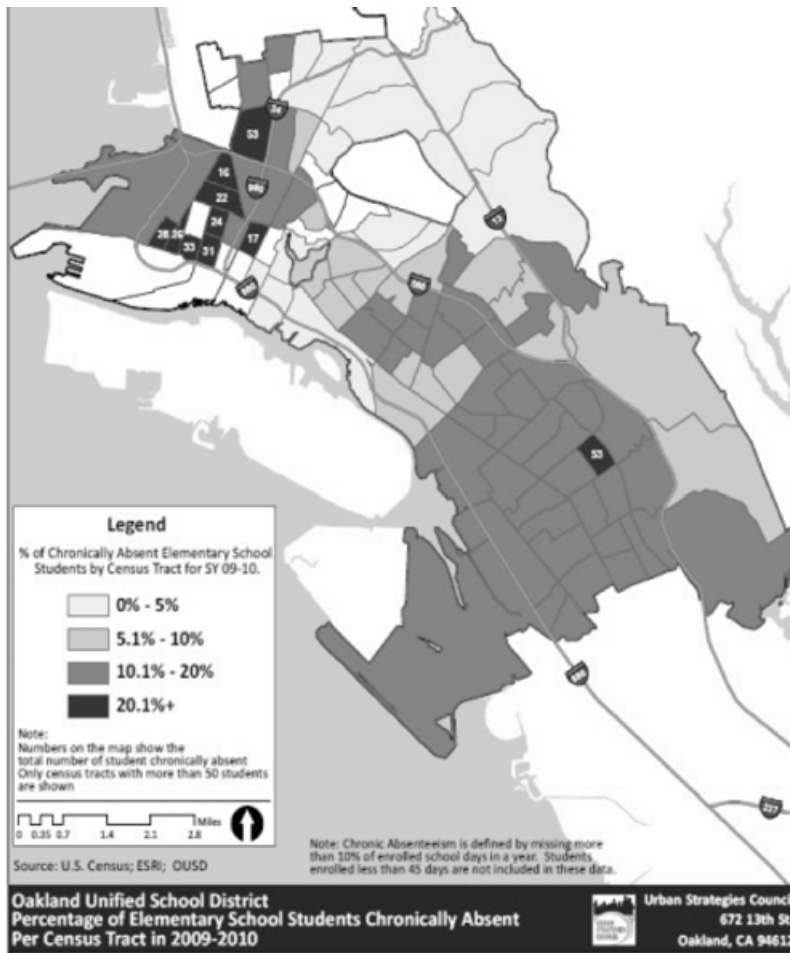 24
53
16
980
22
24
28
26
17
33
31
880
13
580
53
Legend
% of Chronically Absent Elementary School
Students by Census Tract for SY 09-10.
0% - 5%
5.1% - 10%
10.1% - 20%
20.1%+
Note:
Numbers on the map show the
total number of student chronically absent
Only census tracts with more than 50 students
are shown
Miles
0 0.35 0.7 1.4 2.1 2.8
Source: U.S. Census; ESRI; OUSD
880
Note: Chronic Absenteeism is defined by missing more
than 10% of enrolled school days in a year. Students
enrolled less than 45 days are not included in these data.
Oakland Unified School District
Percentage of Elementary School Students Chronically Absent
Per Census Tract in 2009-2010
Urban Strategies Council
672 13th St
Oakland, CA 94612